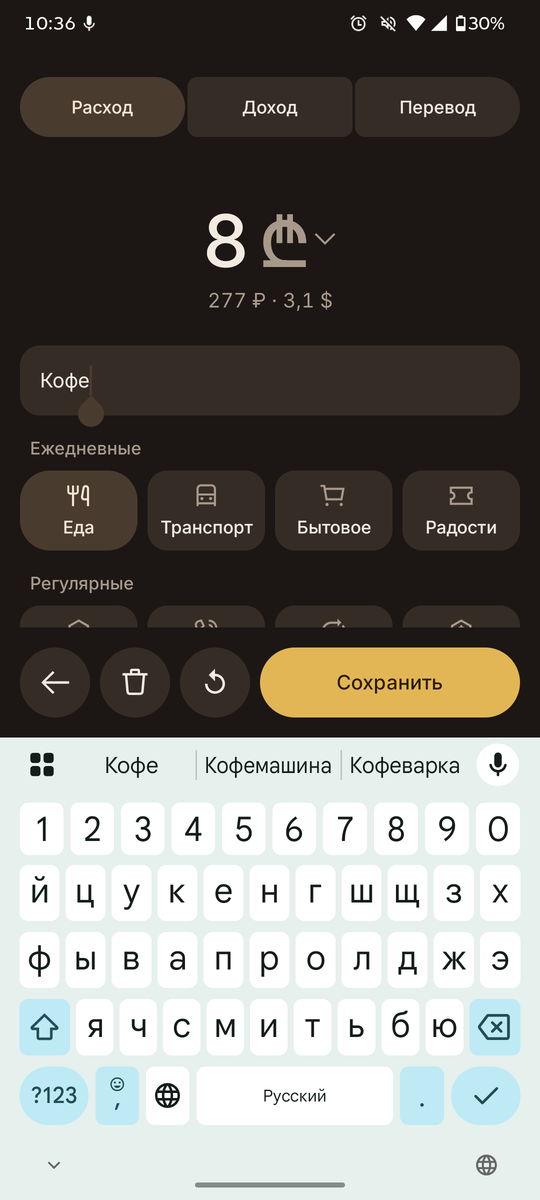 10:36 30%
Расход Доход Перевод
8 ₾
277 ₽ · 3,1 $
Кофе
Ежедневные
Еда Транспорт Бытовое Радости
Регулярные
Сохранить
Кофе Кофемашина Кофеварка
1 2 3 4 5 6 7 8 9 0
й ц у к е н г ш щ з х
ф ы в а п р о л д ж э
я ч с м и т ь б ю
?123 , Русский .